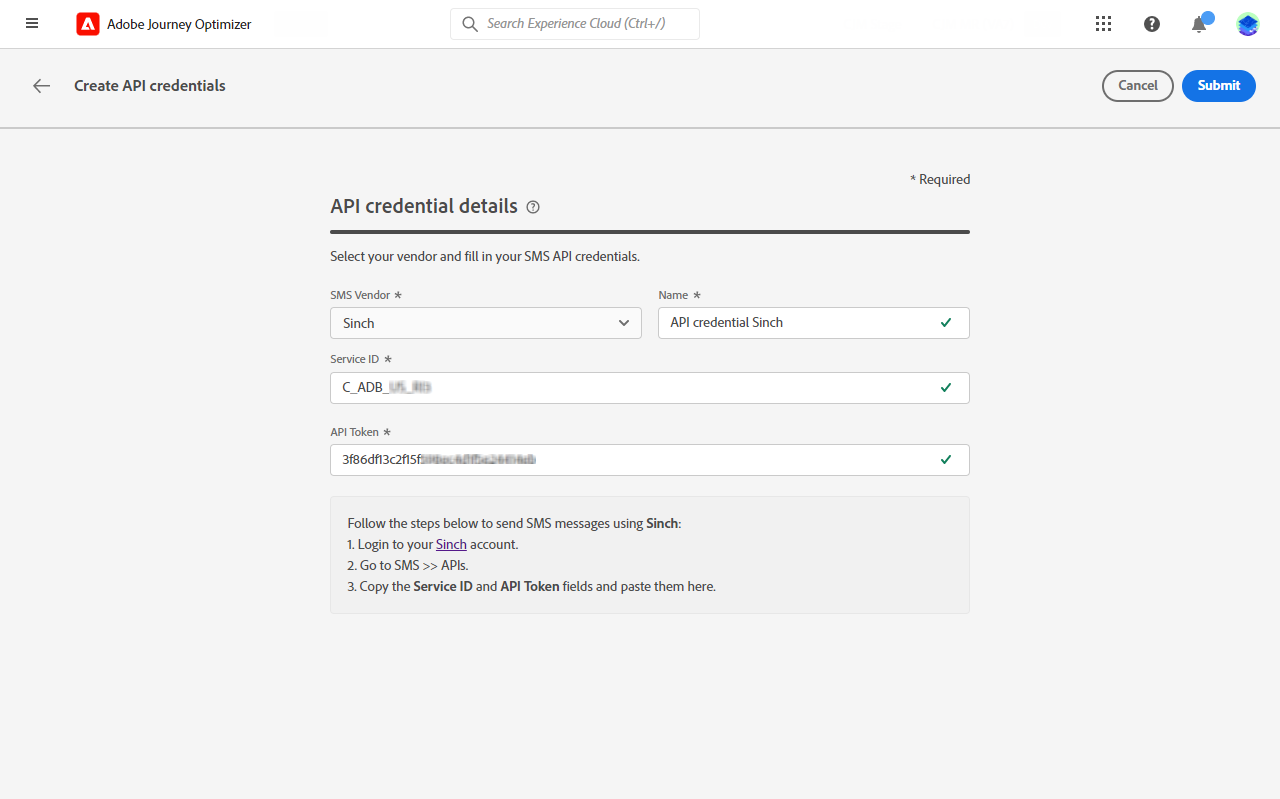 Adobe Journey Optimizer
Search Experience Cloud (Ctrl+/)
Create API credentials
Cancel
Submit
* Required
API credential details
Select your vendor and fill in your SMS API credentials.
SMS Vendor *
Name *
Sinch
API credential Sinch
Service ID *
C_ADB_
API Token *
3f86df13c2f15f
Follow the steps below to send SMS messages using Sinch:
1. Login to your Sinch account.
2. Go to SMS >> APIs.
3. Copy the Service ID and API Token fields and paste them here.